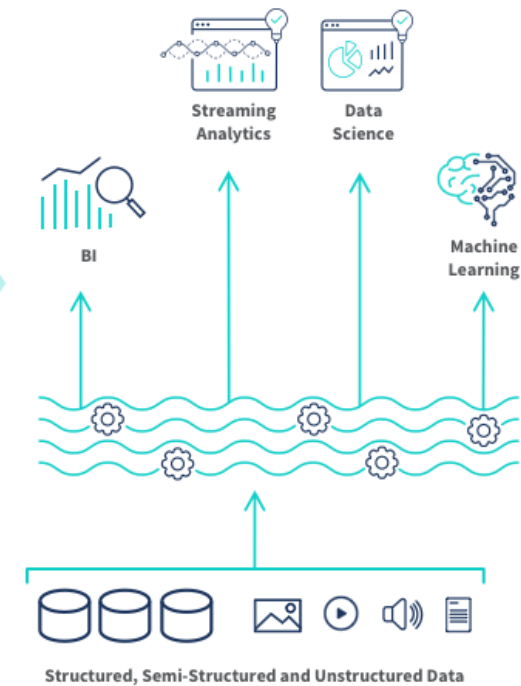 Streaming
Analytics
Data
Science
BI
Machine
Learning
Structured, Semi-Structured and Unstructured Data